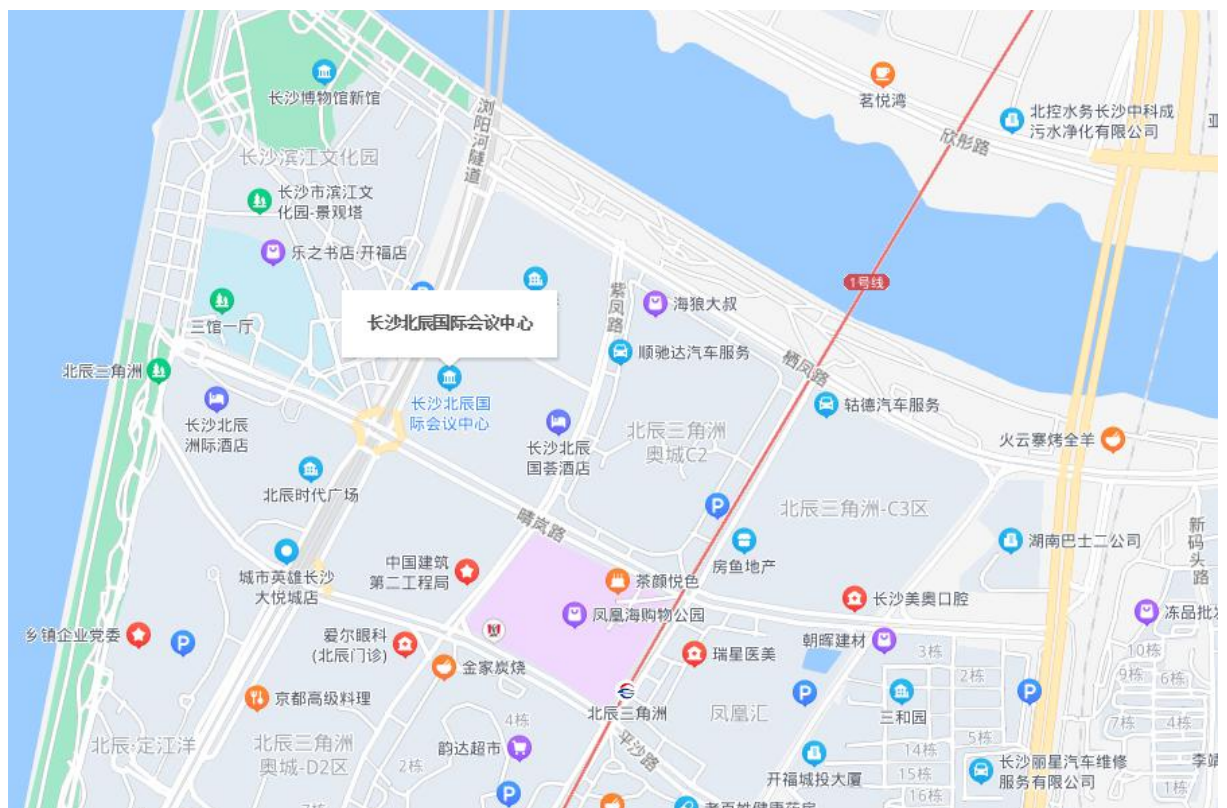 长沙博物馆新馆
长沙滨江文化园
浏阳河隧道
茗悦湾
北控水务长沙中科成
污水净化有限公司
欣彤路
亚
长沙市滨江文
化园-景观塔
乐之书店·开福店
三馆一厅
长沙北辰国际会议中心
紫凤路
海狼大叔
1号线
顺驰达汽车服务
栖凤路
北辰三角洲
长沙北辰
洲际酒店
长沙北辰国
际会议中心
长沙北辰
国荟酒店
北辰三角洲
奥城C2
轱德汽车服务
火云寨烤全羊
北辰时代广场
P
北辰三角洲-C3区
晴岚路
房鱼地产
湖南巴士二公司
新码头路
城市英雄长沙
大悦城店
中国建筑
第二工程局
茶颜悦色
凤凰海购物公园
长沙美奥口腔
冻品批发
乡镇企业党委
P
爱尔眼科
(北辰门诊)
金家炭烧
瑞星医美
朝晖建材
3栋
2栋
10栋
9栋
6栋
京都高级料理
北辰三角洲
凤凰汇
P
三和园
P
7栋
4栋
北辰·定江洋
北辰三角洲
奥城-D2区
4栋
2栋
韵达超市
平沙路
开福城投大厦
5栋
14栋
15栋
16栋
长沙丽星汽车维修
服务有限公司
李靖
1栋
P